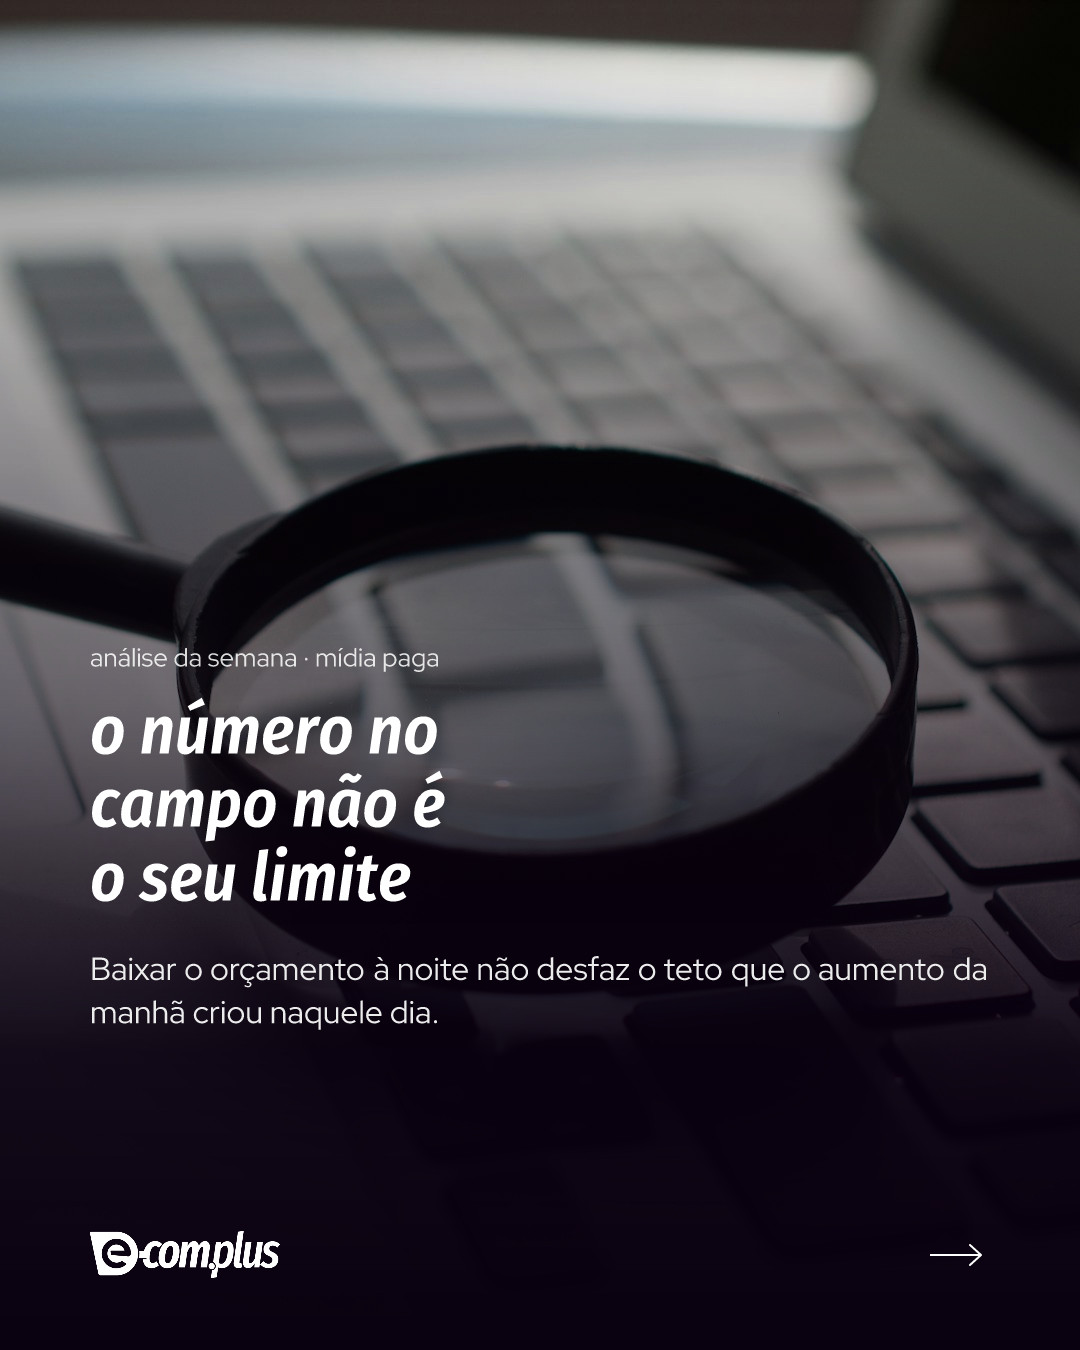 análise da semana · mídia paga
o número no
campo não é
o seu limite
Baixar o orçamento à noite não desfaz o teto que o aumento da
manhã criou naquele dia.
e-com.plus